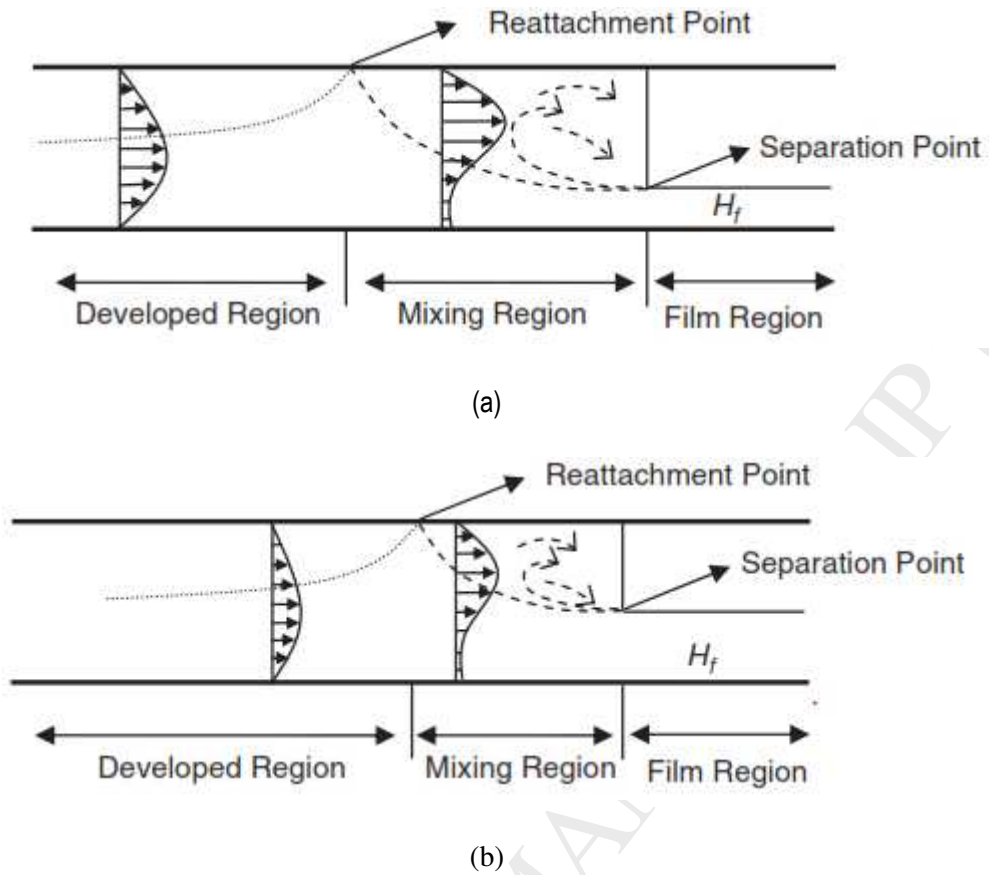 Reattachment Point
Separation Point
H_f
Developed Region
Mixing Region
Film Region
(a)
Reattachment Point
Separation Point
H_f
Developed Region
Mixing Region
Film Region
(b)